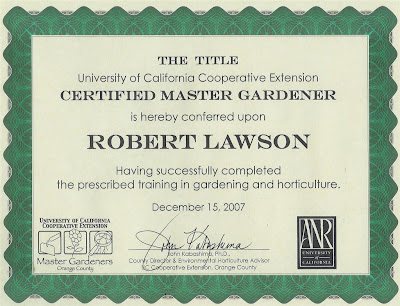 THE TITLE
University of California Cooperative Extension
CERTIFIED MASTER GARDENER
is hereby conferred upon
ROBERT LAWSON
Having successfully completed
the prescribed training in gardening and horticulture.
December 15, 2007
UNIVERSITY OF CALIFORNIA
COOPERATIVE EXTENSION
Master Gardeners
Orange County
John Kabashima
John Kabashima, Ph.D.
County Director & Environmental Horticulture Advisor
UC Cooperative Extension, Orange County
ANR
UNIVERSITY
of
CALIFORNIA